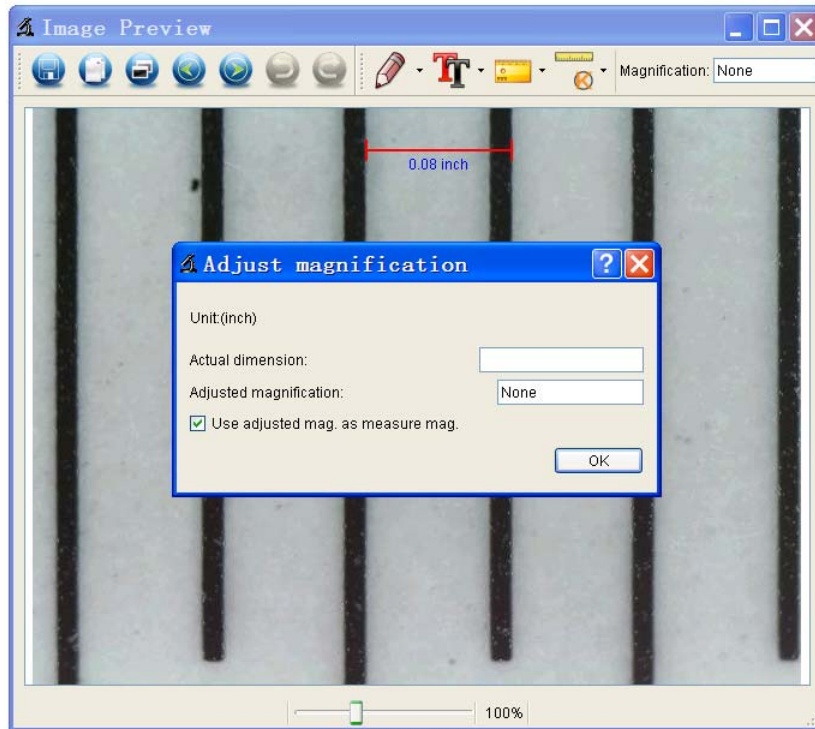 Image Preview
Magnification: None
0.08 inch
Adjust magnification
Unit:(inch)
Actual dimension:
Adjusted magnification: None
Use adjusted mag. as measure mag.
OK
100%